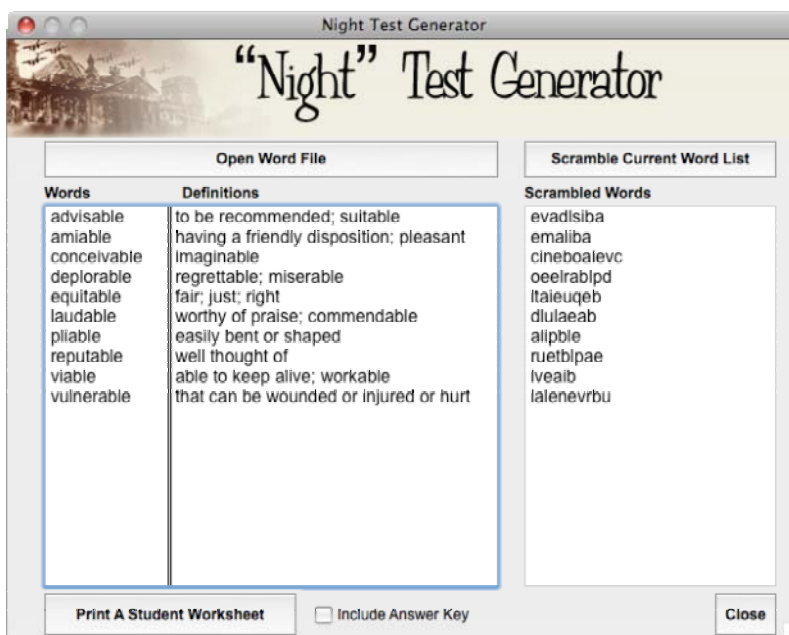 Night Test Generator
“Night” Test Generator
Open Word File
Scramble Current Word List
Words Definitions
Scrambled Words
advisable to be recommended; suitable
amiable having a friendly disposition; pleasant
conceivable imaginable
deplorable regrettable; miserable
equitable fair; just; right
laudable worthy of praise; commendable
pliable easily bent or shaped
reputable well thought of
viable able to keep alive; workable
vulnerable that can be wounded or injured or hurt
evadlsiba
emaliba
cineboalevc
oeelrablpd
ltaieuqeb
dlulaeab
alipble
ruetblpae
lveaib
lalenevrbu
Print A Student Worksheet
Include Answer Key
Close